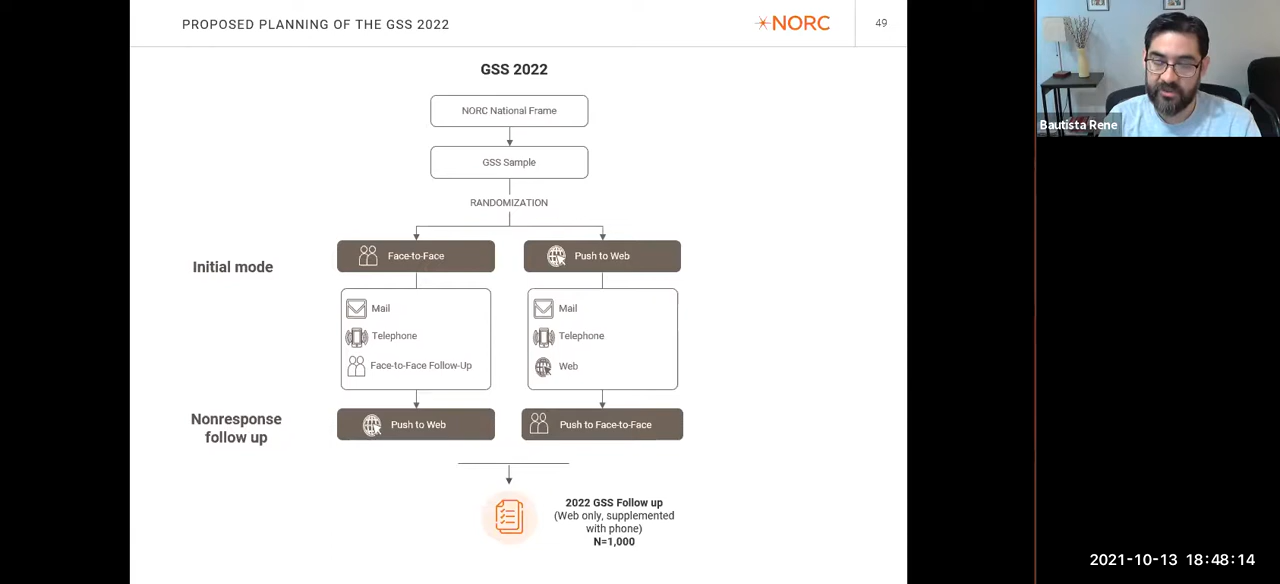 PROPOSED PLANNING OF THE GSS 2022
NORC
49
GSS 2022
NORC National Frame
GSS Sample
RANDOMIZATION
Initial mode
Face-to-Face
Push to Web
Mail
Telephone
Face-to-Face Follow-Up
Mail
Telephone
Web
Nonresponse
follow up
Push to Web
Push to Face-to-Face
2022 GSS Follow up
(Web only, supplemented
with phone)
N=1,000
Bautista Rene
2021-10-13 18:48:14